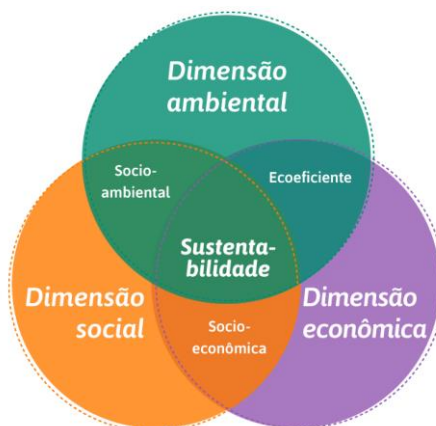 Dimensão
ambiental
Socio-
ambiental
Ecoeficiente
Sustenta-
bilidade
Dimensão
social
Dimensão
econômica
Socio-
econômica